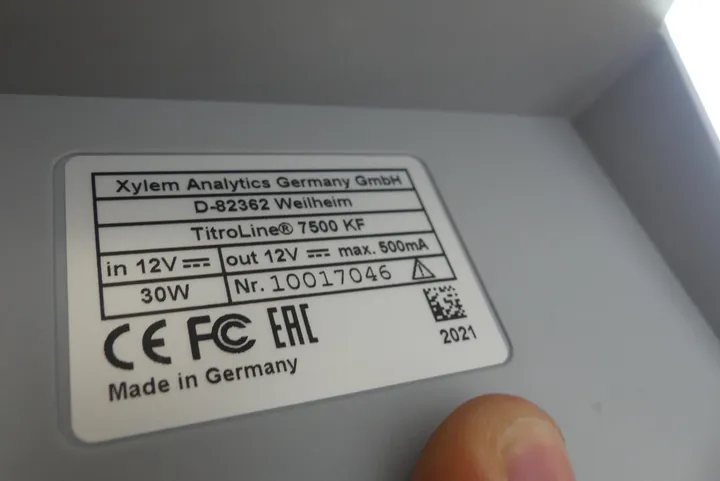 Xylem Analytics Germany GmbH
D-82362 Weilheim
TitroLine® 7500 KF
in 12V ⎓ out 12V ⎓ max. 500mA
30W Nr. 10017046
CE FC EAC
2021
Made in Germany